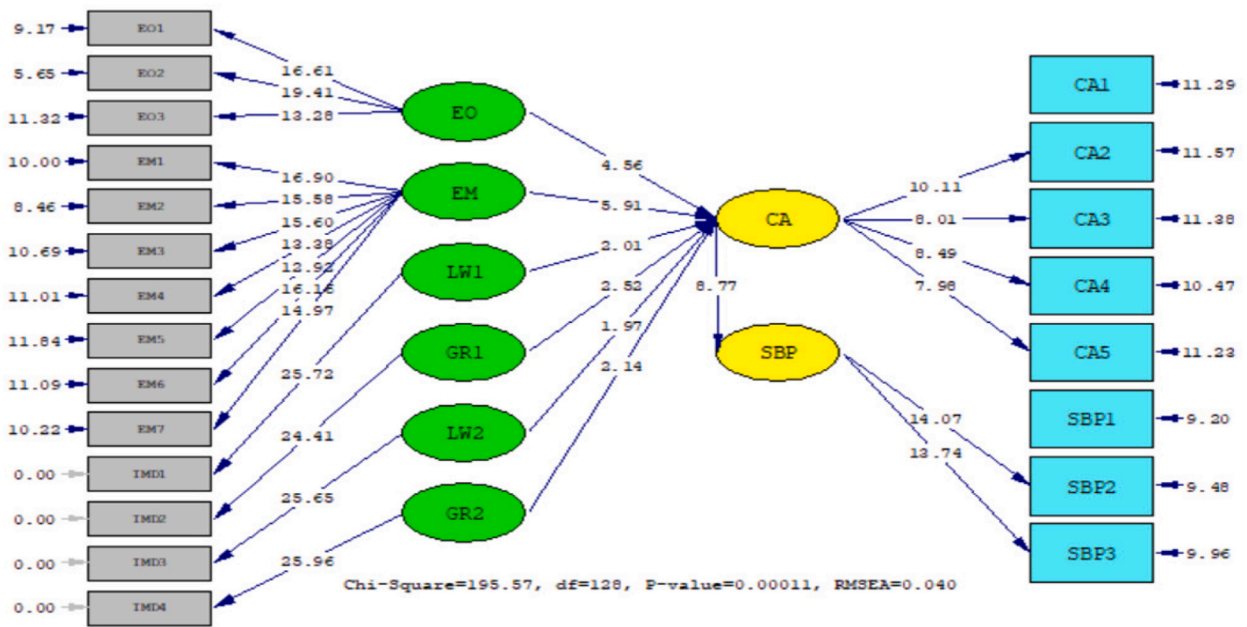 9.17 EO1
5.65 EO2
11.32 EO3
10.00 EM1
8.46 EM2
10.69 EM3
11.01 EM4
11.84 EM5
11.09 EM6
10.22 EM7
0.00 IMD1
0.00 IMD2
0.00 IMD3
0.00 IMD4
16.61
19.41
13.28
16.90
15.58
15.60
13.38
12.92
16.16
14.97
25.72
24.41
25.65
25.96
EO
EM
LW1
GR1
LW2
GR2
4.56
5.91
2.01
2.52
1.97
2.14
CA
8.77
SBP
10.11
8.01
8.49
7.98
14.07
13.74
CA1 11.29
CA2 11.57
CA3 11.38
CA4 10.47
CA5 11.23
SBP1 9.20
SBP2 9.48
SBP3 9.96
Chi-Square=195.57, df=128, P-value=0.00011, RMSEA=0.040